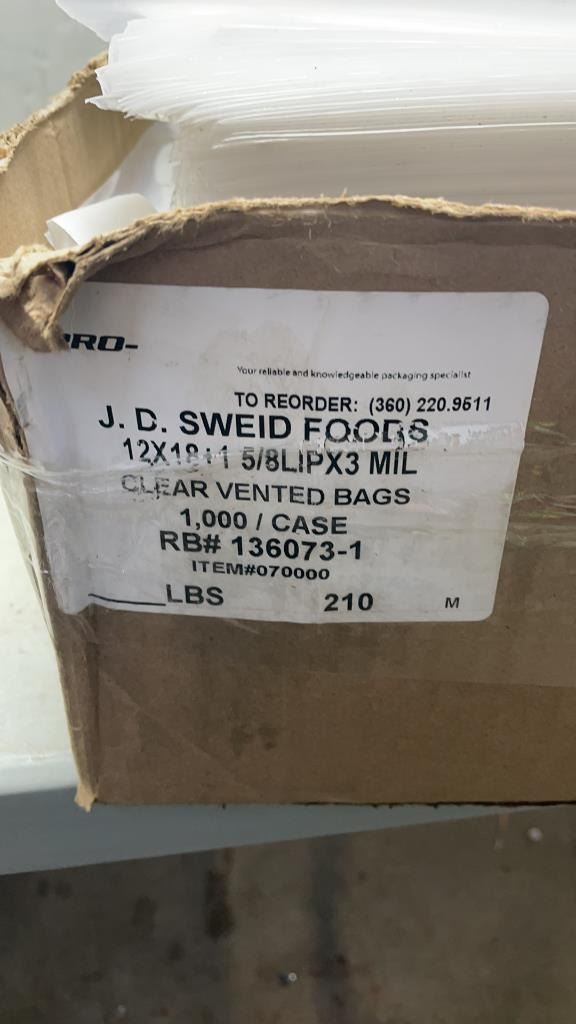 RO-
Your reliable and knowledgeable packaging specialist
TO REORDER: (360) 220.9511
J. D. SWEID FOODS
12X18+1 5/8LIPX3 MIL
CLEAR VENTED BAGS
1,000 / CASE
RB# 136073-1
ITEM#070000
_____LBS 210 M